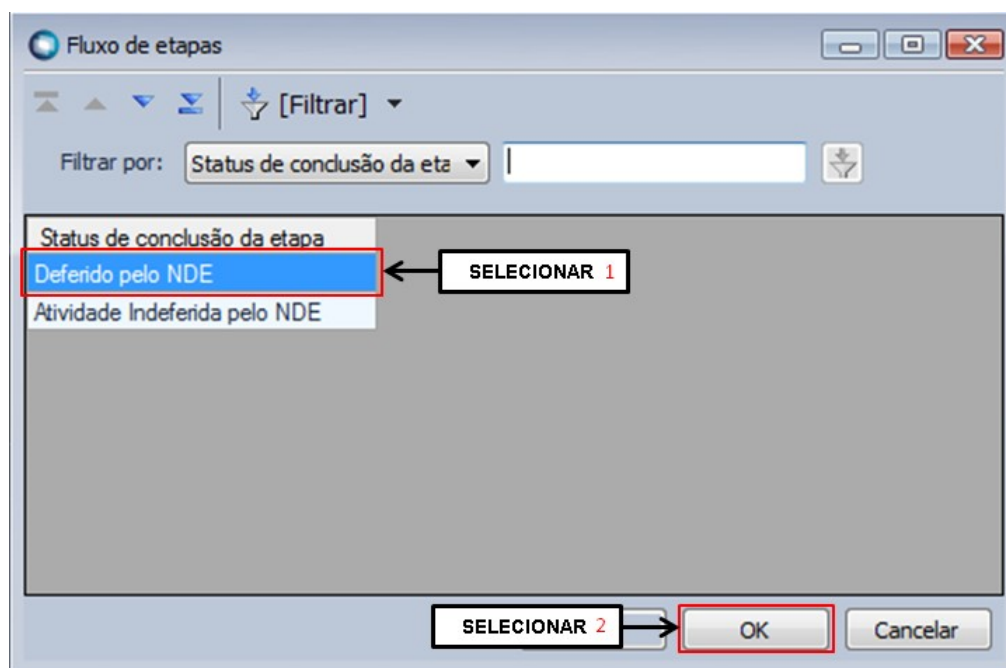 Fluxo de etapas
[Filtrar]
Filtrar por: Status de conclusão da eta
Status de conclusão da etapa
Deferido pelo NDE
SELECIONAR 1
Atividade Indeferida pelo NDE
SELECIONAR 2
OK
Cancelar